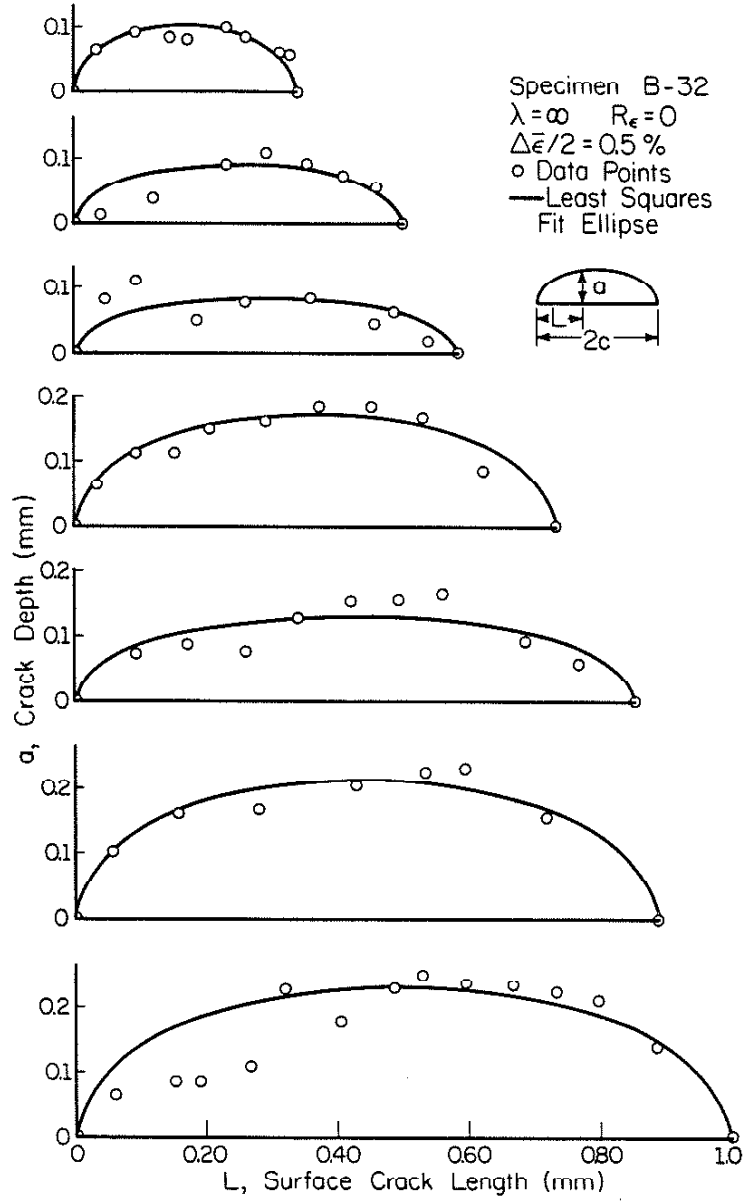 0.1
0
Specimen B-32
λ=∞ Rϵ=0
Δε̄/2=0.5 %
o Data Points
Least Squares
Fit Ellipse
0.1
0
0.1
0
a
L
2c
0.2
0.1
0
0.2
0.1
0
0.2
0.1
0
0.2
0.1
0
a, Crack Depth (mm)
0 0.20 0.40 0.60 0.80 1.0
L, Surface Crack Length (mm)